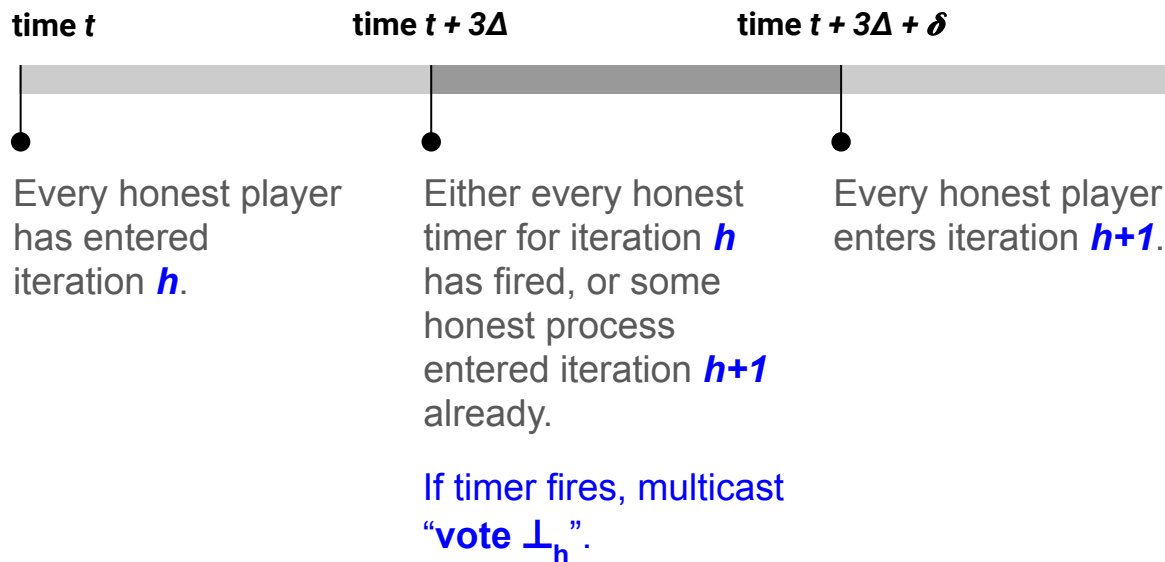 time t
time t + 3Δ
time t + 3Δ + δ
Every honest player
has entered
iteration h.
Either every honest
timer for iteration h
has fired, or some
honest process
entered iteration h+1
already.
If timer fires, multicast
“vote ⊥h”.
Every honest player
enters iteration h+1.